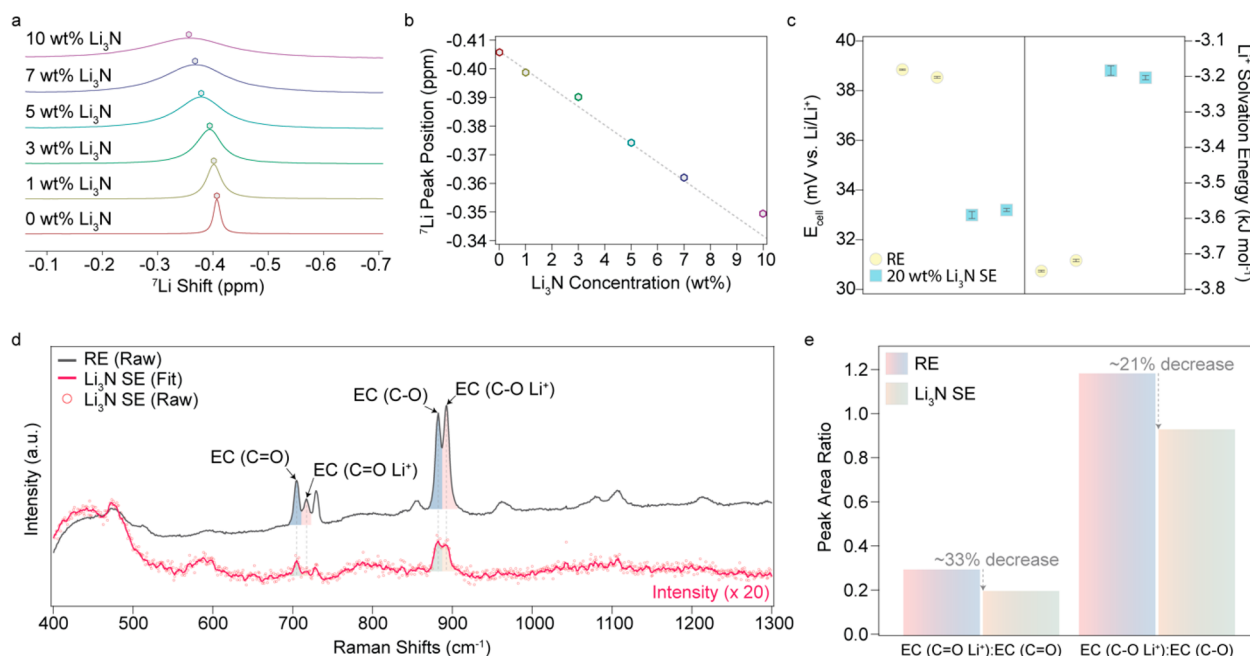 a
10 wt% Li₃N
7 wt% Li₃N
5 wt% Li₃N
3 wt% Li₃N
1 wt% Li₃N
0 wt% Li₃N
-0.1 -0.2 -0.3 -0.4 -0.5 -0.6 -0.7
⁷Li Shift (ppm)
b
⁷Li Peak Position (ppm)
-0.41
-0.40
-0.39
-0.38
-0.37
-0.36
-0.35
-0.34
0 1 2 3 4 5 6 7 8 9 10
Li₃N Concentration (wt%)
c
E_cell (mV vs. Li/Li⁺)
40
38
36
34
32
30
RE
20 wt% Li₃N SE
-3.1
-3.2
-3.3
-3.4
-3.5
-3.6
-3.7
-3.8
Li⁺ Solvation Energy (kJ mol⁻¹)
d
RE (Raw)
Li₃N SE (Fit)
Li₃N SE (Raw)
EC (C=O)
EC (C=O Li⁺)
EC (C-O)
EC (C-O Li⁺)
Intensity (x 20)
Intensity (a.u.)
400 500 600 700 800 900 1000 1100 1200 1300
Raman Shifts (cm⁻¹)
e
RE
Li₃N SE
~21% decrease
~33% decrease
Peak Area Ratio
1.2
1.0
0.8
0.6
0.4
0.2
0.0
EC (C=O Li⁺):EC (C=O) EC (C-O Li⁺):EC (C-O)